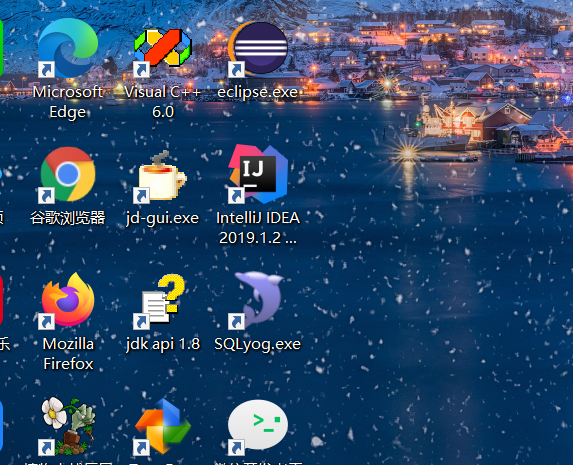 Microsoft
Edge
Visual C++
6.0
eclipse.exe
谷歌浏览器
jd-gui.exe
IJ
IntelliJ IDEA
2019.1.2 ...
Mozilla
Firefox
jdk api 1.8
SQLyog.exe